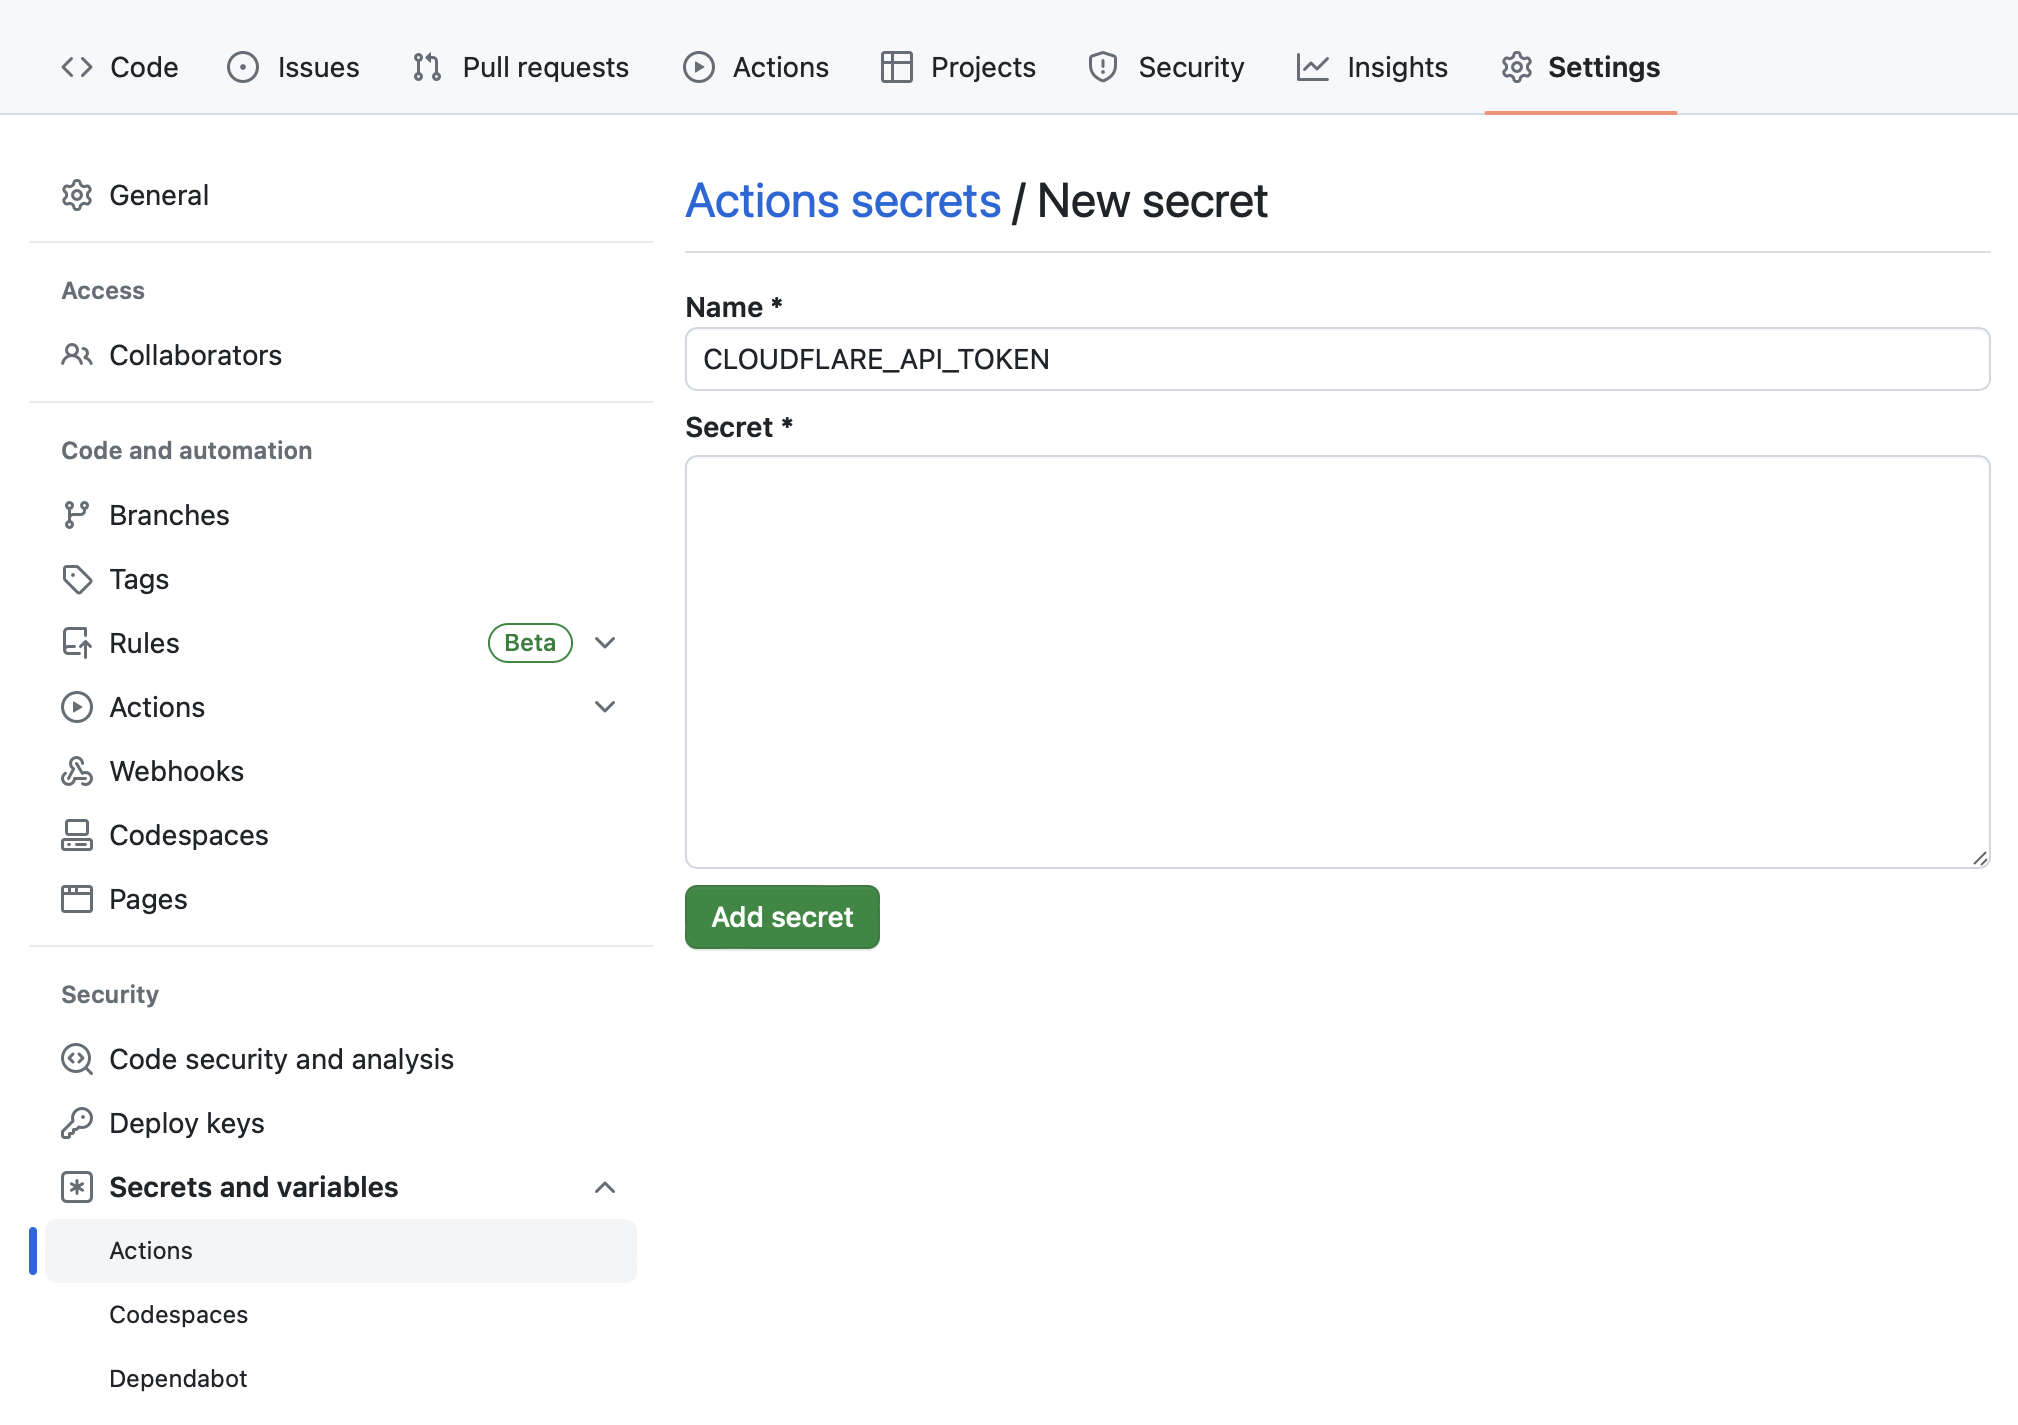 Code Issues Pull requests Actions Projects Security Insights Settings
General
Access
Collaborators
Code and automation
Branches
Tags
Rules Beta
Actions
Webhooks
Codespaces
Pages
Security
Code security and analysis
Deploy keys
Secrets and variables
Actions
Codespaces
Dependabot
Actions secrets / New secret
Name *
CLOUDFLARE_API_TOKEN
Secret *
Add secret